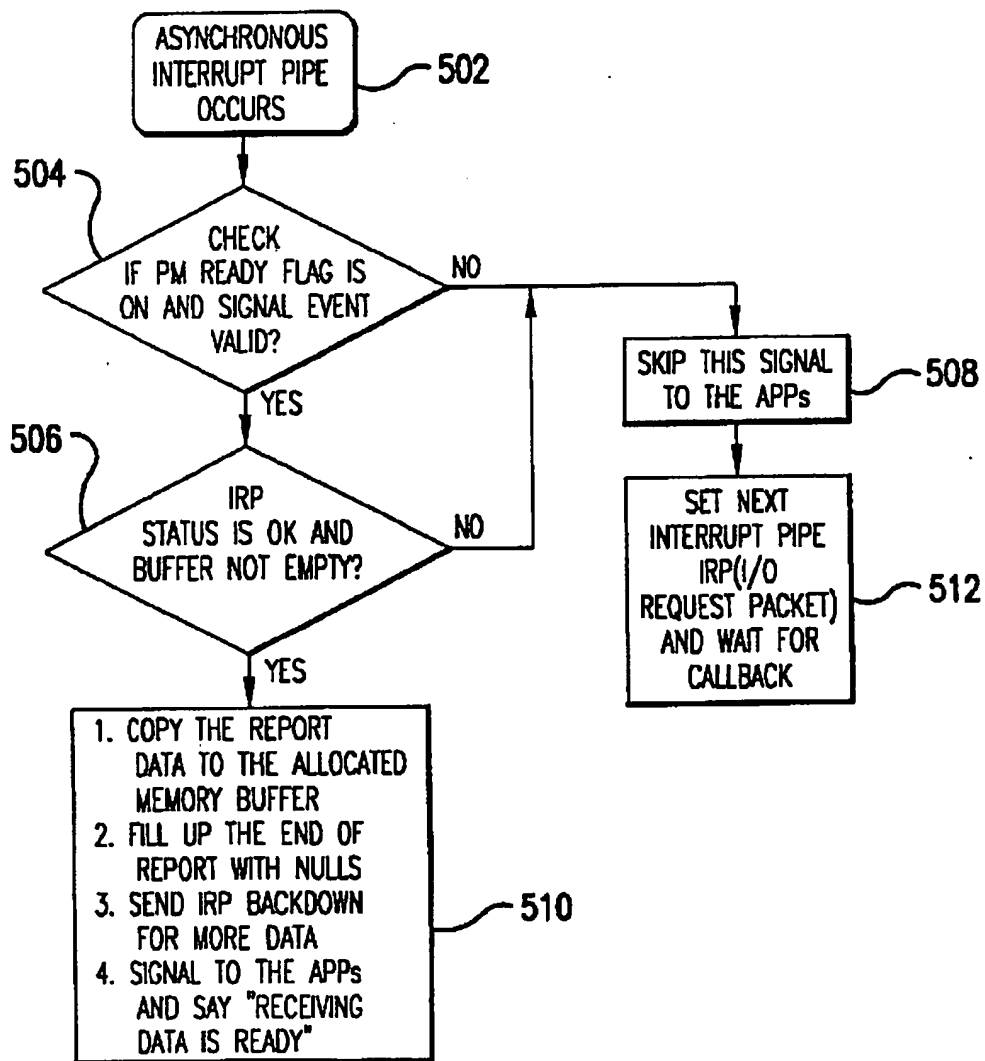 ASYNCHRONOUS
INTERRUPT PIPE
OCCURS
502
504
CHECK
IF PM READY FLAG IS
ON AND SIGNAL EVENT
VALID?
NO
YES
SKIP THIS SIGNAL
TO THE APPs
508
506
IRP
STATUS IS OK AND
BUFFER NOT EMPTY?
NO
YES
SET NEXT
INTERRUPT PIPE
IRP(I/O
REQUEST PACKET)
AND WAIT FOR
CALLBACK
512
1. COPY THE REPORT
DATA TO THE ALLOCATED
MEMORY BUFFER
2. FILL UP THE END OF
REPORT WITH NULLS
3. SEND IRP BACKDOWN
FOR MORE DATA
4. SIGNAL TO THE APPs
AND SAY "RECEIVING
DATA IS READY"
510